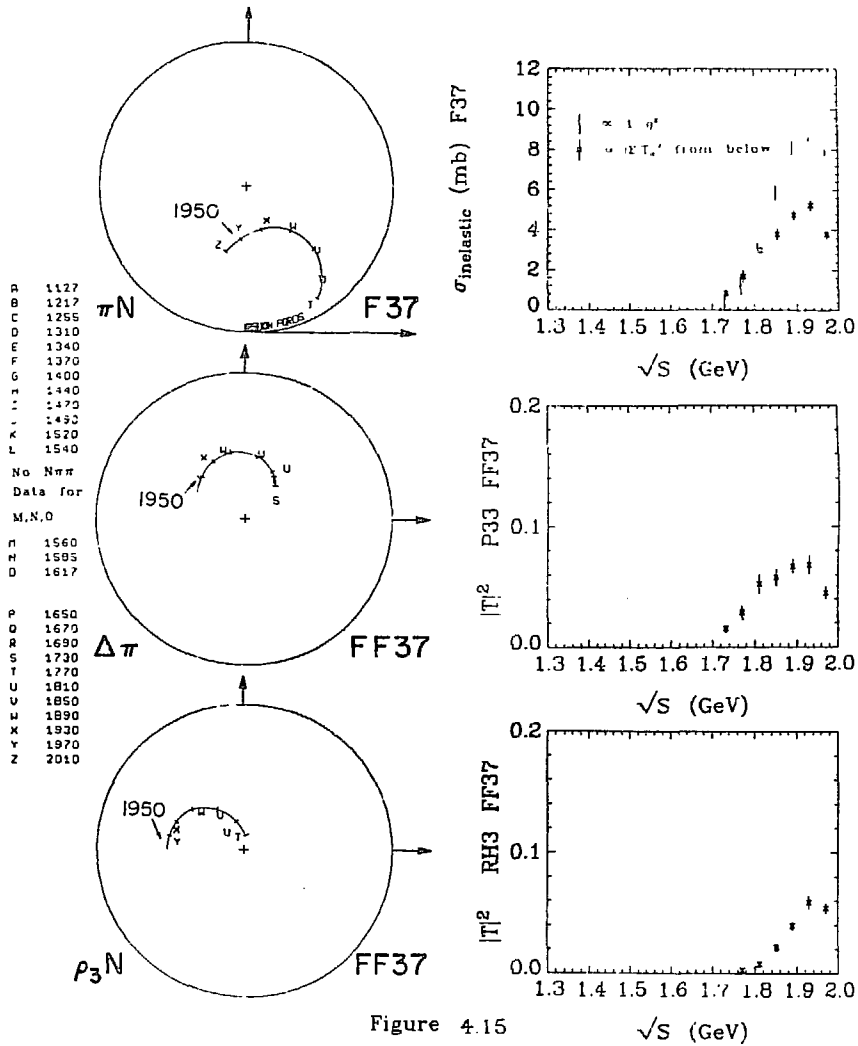 A 1127
B 1217
C 1255
D 1310
E 1340
F 1370
G 1400
H 1440
1470
K 1520
L 1540
No Nππ
Data for
M,N,O
M 1560
N 1595
O 1617
P 1650
Q 1670
R 1690
S 1730
T 1770
U 1810
V 1850
W 1890
X 1930
Y 1970
Z 2010
1950
Z Y X W U T
πN F37
1950
X W W U S
Δπ FF37
1950
Y X W U U T
ρ₃N FF37
σinelastic (mb) F37
12
10
8
6
4
2
0
from below
1.3 1.4 1.5 1.6 1.7 1.8 1.9 2.0
√S (GeV)
|T|² P33 FF37
0.2
0.1
0.0
1.3 1.4 1.5 1.6 1.7 1.8 1.9 2.0
√S (GeV)
|T|² RH3 FF37
0.2
0.1
0.0
1.3 1.4 1.5 1.6 1.7 1.8 1.9 2.0
√S (GeV)
Figure 4.15